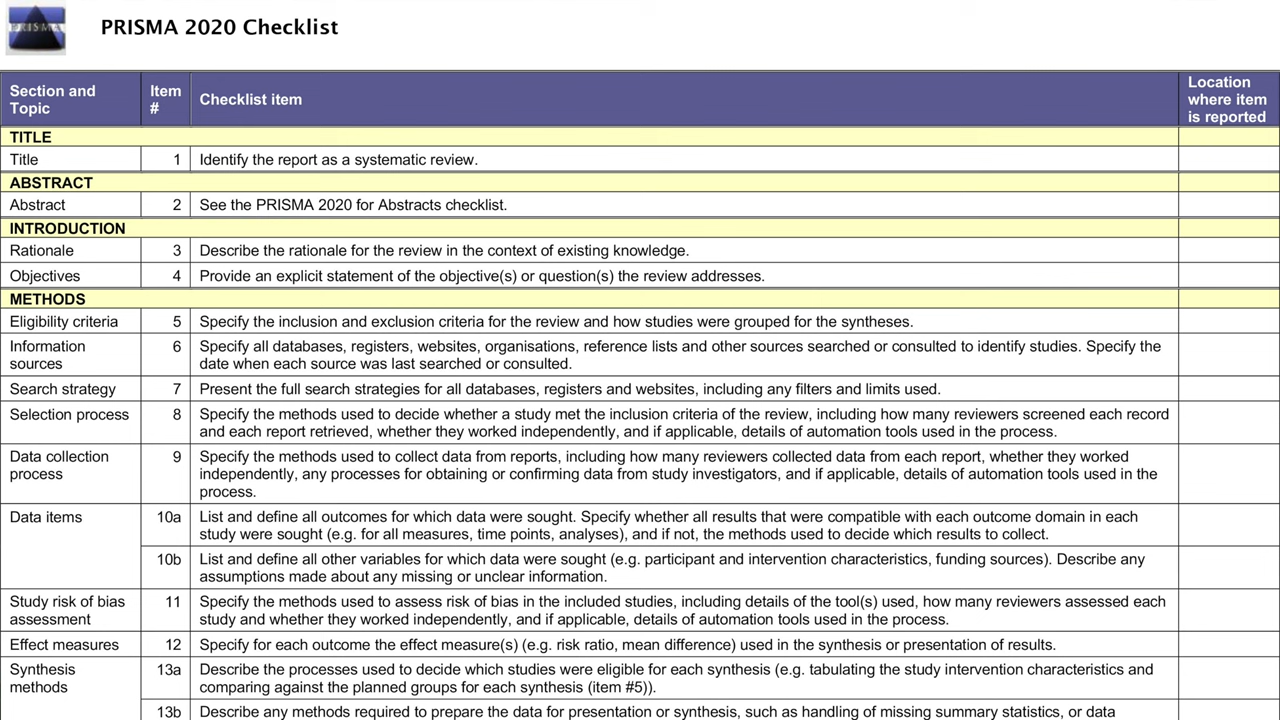 PRISMA
PRISMA 2020 Checklist
Section and Topic
Item #
Checklist item
Location where item is reported
TITLE
Title 1 Identify the report as a systematic review.
ABSTRACT
Abstract 2 See the PRISMA 2020 for Abstracts checklist.
INTRODUCTION
Rationale 3 Describe the rationale for the review in the context of existing knowledge.
Objectives 4 Provide an explicit statement of the objective(s) or question(s) the review addresses.
METHODS
Eligibility criteria 5 Specify the inclusion and exclusion criteria for the review and how studies were grouped for the syntheses.
Information sources 6 Specify all databases, registers, websites, organisations, reference lists and other sources searched or consulted to identify studies. Specify the
date when each source was last searched or consulted.
Search strategy 7 Present the full search strategies for all databases, registers and websites, including any filters and limits used.
Selection process 8 Specify the methods used to decide whether a study met the inclusion criteria of the review, including how many reviewers screened each record
and each report retrieved, whether they worked independently, and if applicable, details of automation tools used in the process.
Data collection process 9 Specify the methods used to collect data from reports, including how many reviewers collected data from each report, whether they worked
independently, any processes for obtaining or confirming data from study investigators, and if applicable, details of automation tools used in the
process.
Data items 10a List and define all outcomes for which data were sought. Specify whether all results that were compatible with each outcome domain in each
study were sought (e.g. for all measures, time points, analyses), and if not, the methods used to decide which results to collect.
10b List and define all other variables for which data were sought (e.g. participant and intervention characteristics, funding sources). Describe any
assumptions made about any missing or unclear information.
Study risk of bias assessment 11 Specify the methods used to assess risk of bias in the included studies, including details of the tool(s) used, how many reviewers assessed each
study and whether they worked independently, and if applicable, details of automation tools used in the process.
Effect measures 12 Specify for each outcome the effect measure(s) (e.g. risk ratio, mean difference) used in the synthesis or presentation of results.
Synthesis methods 13a Describe the processes used to decide which studies were eligible for each synthesis (e.g. tabulating the study intervention characteristics and
comparing against the planned groups for each synthesis (item #5)).
13b Describe any methods required to prepare the data for presentation or synthesis, such as handling of missing summary statistics, or data